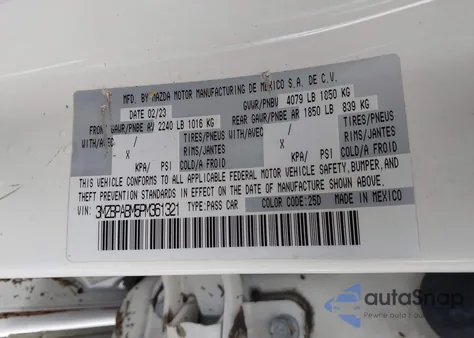 MFD. BY MAZDA MOTOR MANUFACTURING DE MEXICO S.A. DE C.V.
DATE 02/23 GVWR/PNBV 4079 LB 1850 KG
FRONT GAWR/PNBE AV 2240 LB 1016 KG REAR GAWR/PNBE AR 1850 LB 839 KG
WITH/AVEC / TIRES/PNEUS WITH/AVEC / TIRES/PNEUS
X RIMS/JANTES X RIMS/JANTES
KPA/ PSI COLD/A FROID KPA/ PSI COLD/A FROID
THIS VEHICLE CONFORMS TO ALL APPLICABLE FEDERAL MOTOR VEHICLE SAFETY, BUMPER, AND
THEFT PREVENTION STANDARDS IN EFFECT ON THE DATE OF MANUFACTURE SHOWN ABOVE.
VIN: 3MZBPABM5PM361321 TYPE:PASS CAR COLOR CODE:25D MADE IN MEXICO
autoSnap
Pewne auto